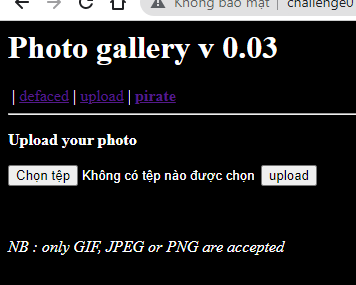 Không bảo mật | challenge0
Photo gallery v 0.03
| defaced | upload | pirate
Upload your photo
Chọn tệp Không có tệp nào được chọn upload
NB : only GIF, JPEG or PNG are accepted